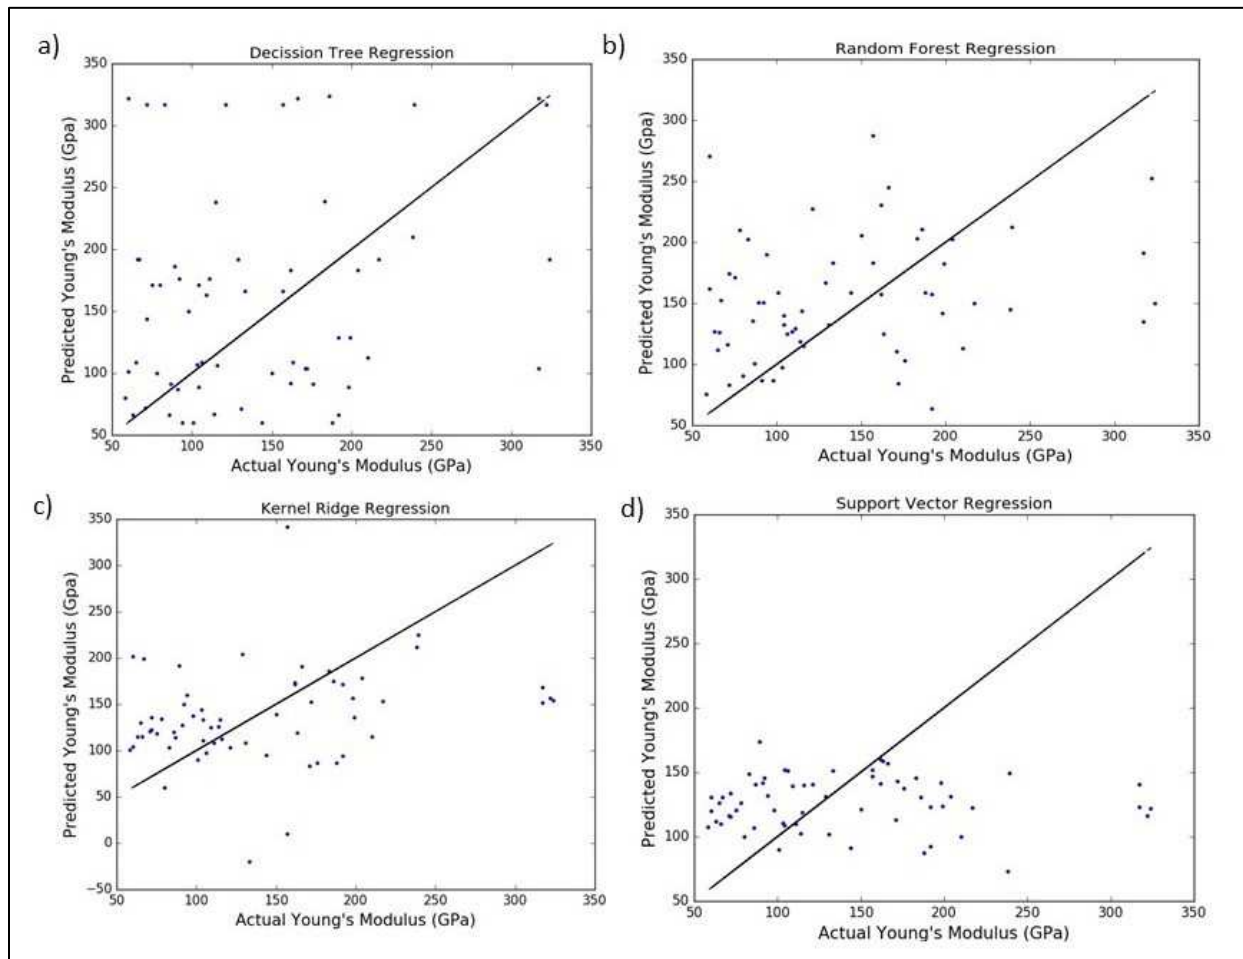 a)
Decission Tree Regression
350
300
250
200
150
100
50
Predicted Young's Modulus (Gpa)
50 100 150 200 250 300 350
Actual Young's Modulus (GPa)
b)
Random Forest Regression
350
300
250
200
150
100
50
Predicted Young's Modulus (Gpa)
50 100 150 200 250 300 350
Actual Young's Modulus (GPa)
c)
Kernel Ridge Regression
350
300
250
200
150
100
50
0
−50
Predicted Young's Modulus (Gpa)
50 100 150 200 250 300 350
Actual Young's Modulus (GPa)
d)
Support Vector Regression
350
300
250
200
150
100
50
Predicted Young's Modulus (Gpa)
50 100 150 200 250 300 350
Actual Young's Modulus (GPa)